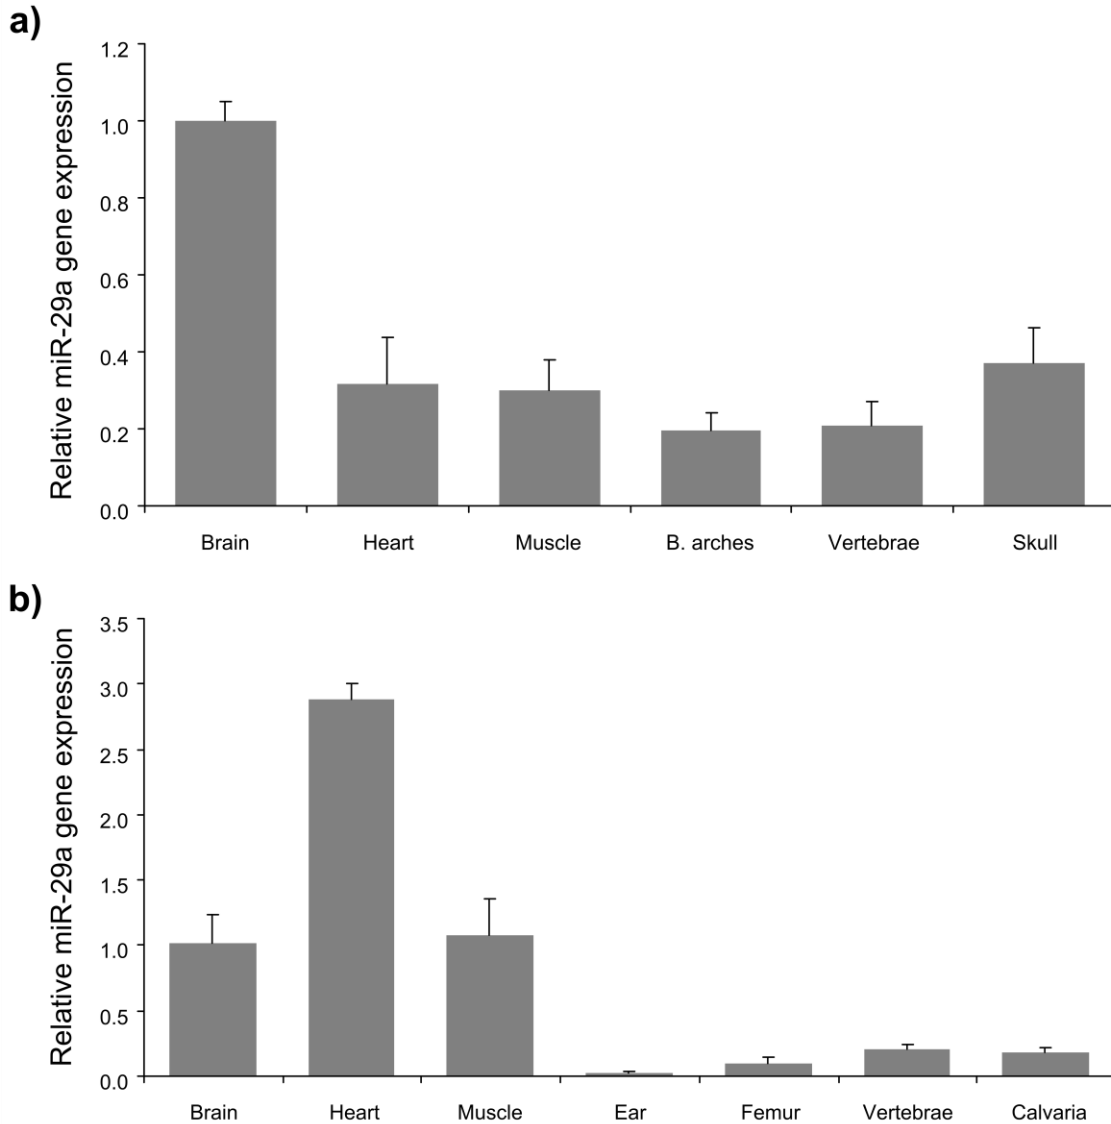 a)
Relative miR-29a gene expression
1.2
1.0
0.8
0.6
0.4
0.2
0.0
Brain Heart Muscle B. arches Vertebrae Skull
b)
Relative miR-29a gene expression
3.5
3.0
2.5
2.0
1.5
1.0
0.5
0.0
Brain Heart Muscle Ear Femur Vertebrae Calvaria